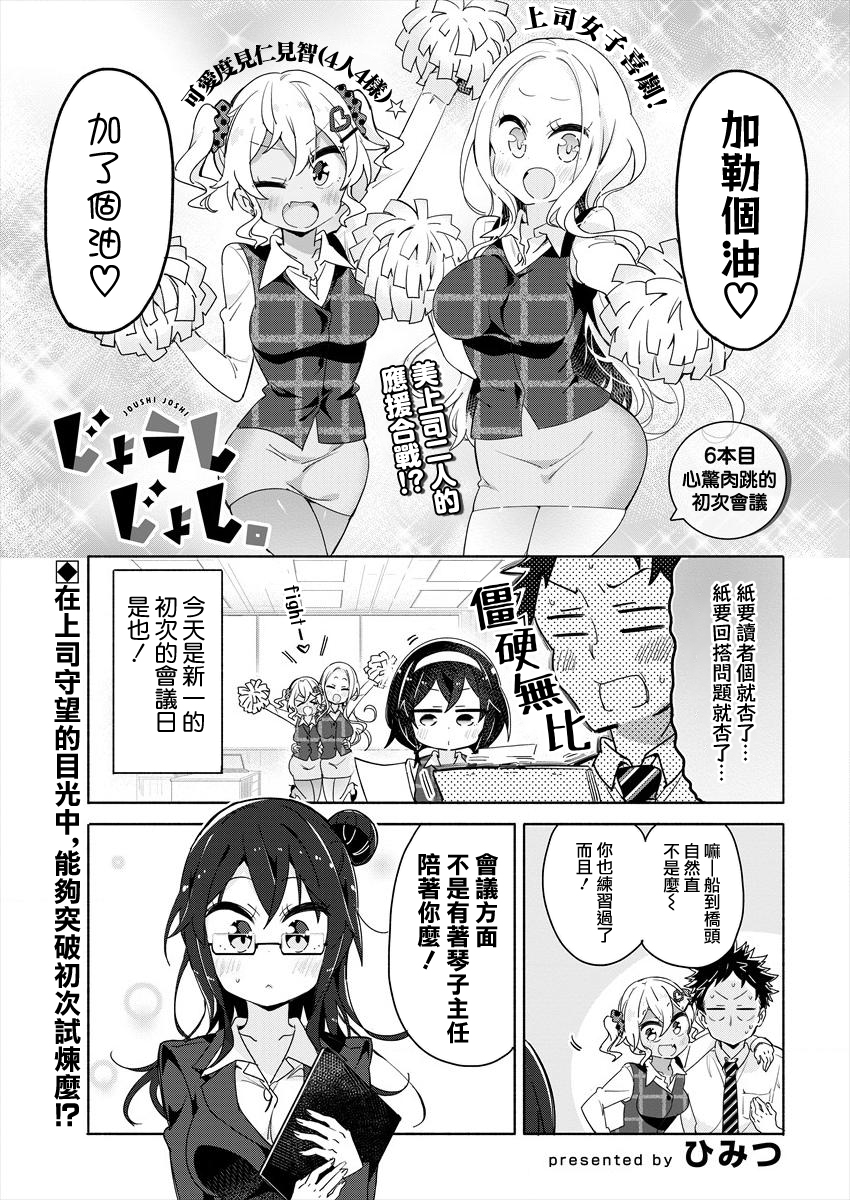 上司女子喜劇!
可愛度見仁見智(4人4樣)☆
加勒個油♡
加了個油♡
美上司二人的
應援合戰!?
JOUSHI JOSHI
じょうし
じょし。
6本目
心驚肉跳的
初次會議
紙要讀者個就杏了…
紙要回搭問題就杏了…
僵硬無比
fight―♡
今天是新一的
初次的會議日
是也!
嘛―船到橋頭
自然直
不是麼~
你也練習過了
而且!
會議方面
不是有著琴子主任
陪著你麼!
◆在上司守望的目光中,能夠突破初次試煉麼!?
presented by ひみつ